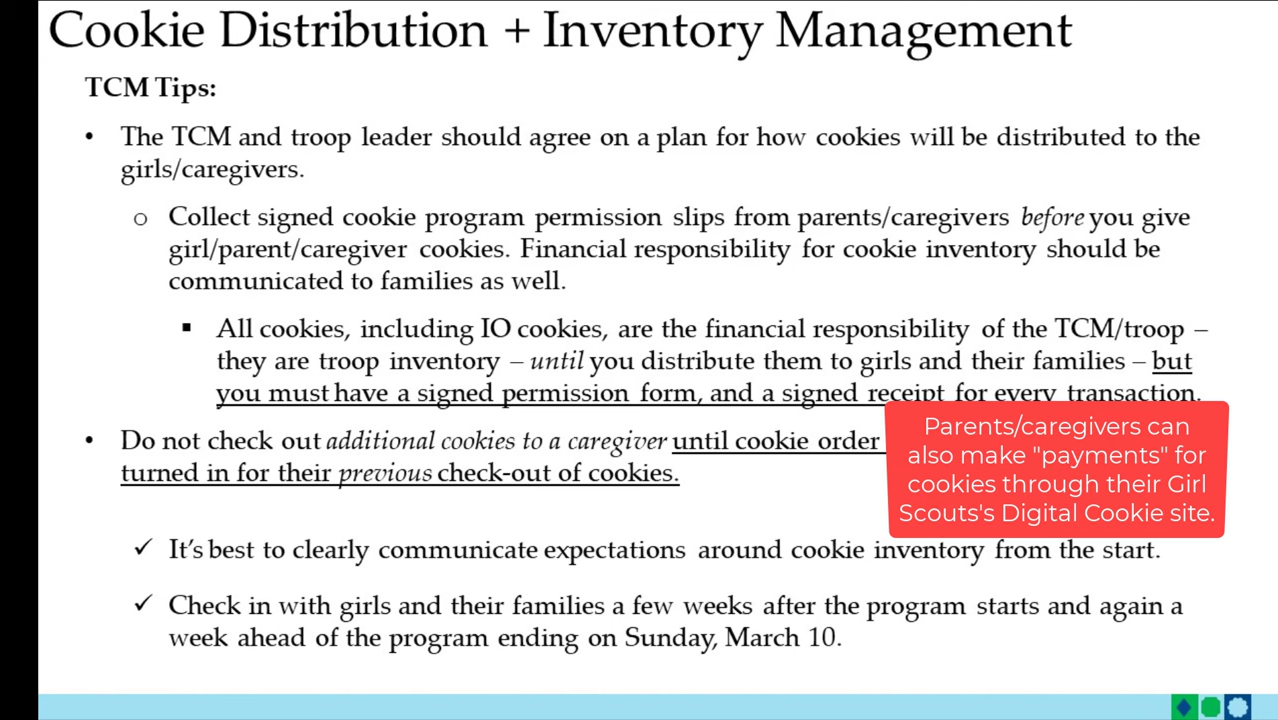 Cookie Distribution + Inventory Management
TCM Tips:
• The TCM and troop leader should agree on a plan for how cookies will be distributed to the
girls/caregivers.
o Collect signed cookie program permission slips from parents/caregivers before you give
girl/parent/caregiver cookies. Financial responsibility for cookie inventory should be
communicated to families as well.
▪ All cookies, including IO cookies, are the financial responsibility of the TCM/troop –
they are troop inventory – until you distribute them to girls and their families – but
you must have a signed permission form, and a signed receipt for every transaction.
• Do not check out additional cookies to a caregiver until cookie order
turned in for their previous check-out of cookies.
Parents/caregivers can
also make "payments" for
cookies through their Girl
Scouts's Digital Cookie site.
✓ It's best to clearly communicate expectations around cookie inventory from the start.
✓ Check in with girls and their families a few weeks after the program starts and again a
week ahead of the program ending on Sunday, March 10.